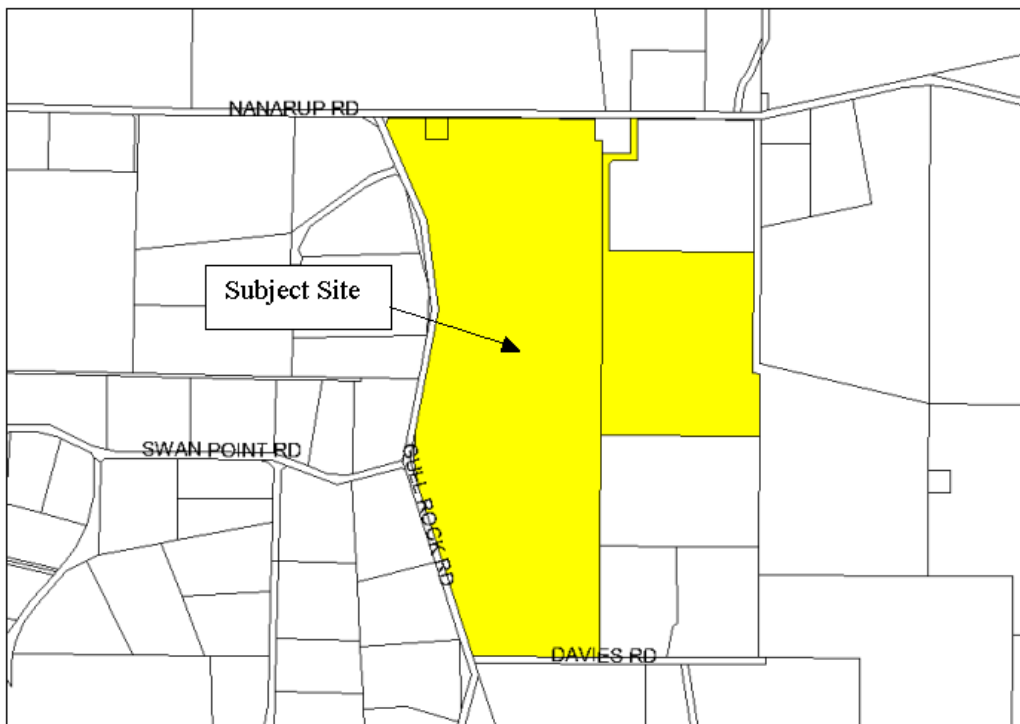 NANARUP RD
Subject Site
SWAN POINT RD
GULL ROCK RD
DAVIES RD